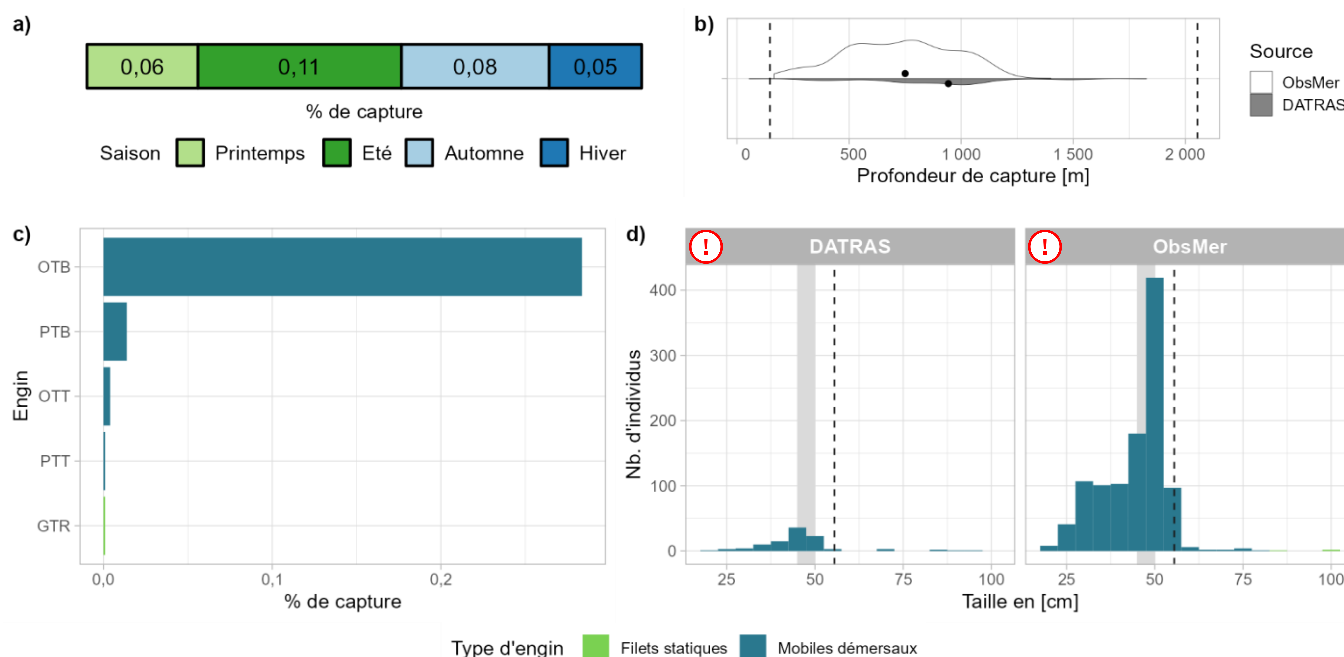 a)
0,06 0,11 0,08 0,05
% de capture
Saison Printemps Eté Automne Hiver
b)
0 500 1 000 1 500 2 000
Profondeur de capture [m]
Source
ObsMer
DATRAS
c)
Engin
OTB
PTB
OTT
PTT
GTR
0,0 0,1 0,2
% de capture
d)
! DATRAS ! ObsMer
Nb. d'individus
400
300
200
100
0
25 50 75 100 25 50 75 100
Taille en [cm]
Type d'engin Filets statiques Mobiles démersaux